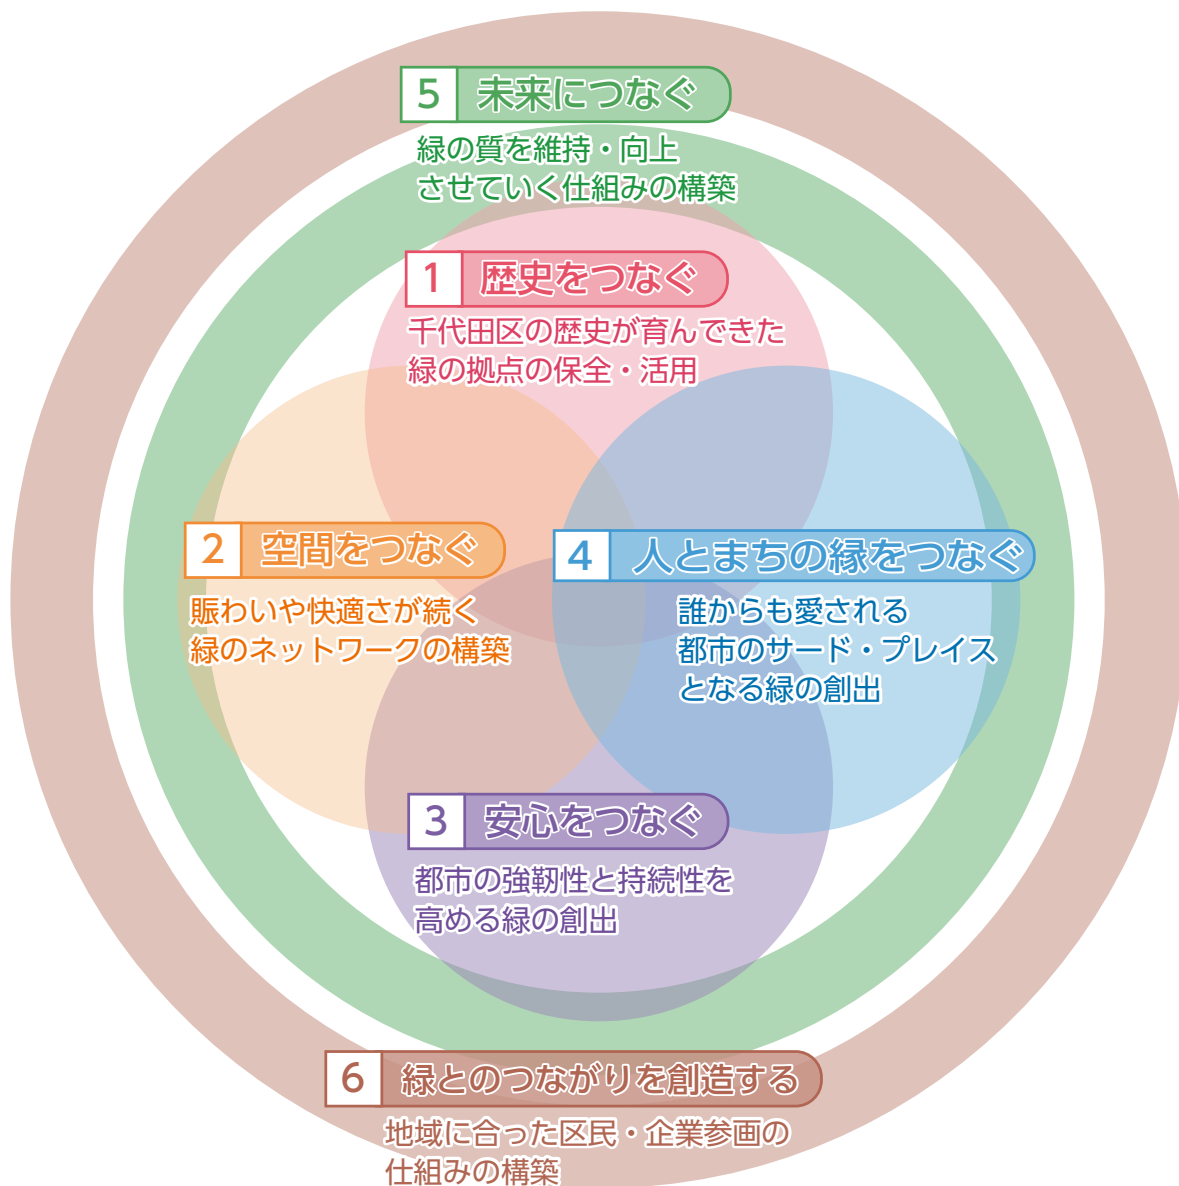 5 未来につなぐ
緑の質を維持・向上
させていく仕組みの構築
1 歴史をつなぐ
千代田区の歴史が育んできた
緑の拠点の保全・活用
2 空間をつなぐ
賑わいや快適さが続く
緑のネットワークの構築
4 人とまちの縁をつなぐ
誰からも愛される
都市のサード・プレイス
となる緑の創出
3 安心をつなぐ
都市の強靭性と持続性を
高める緑の創出
6 緑とのつながりを創造する
地域に合った区民・企業参画の
仕組みの構築